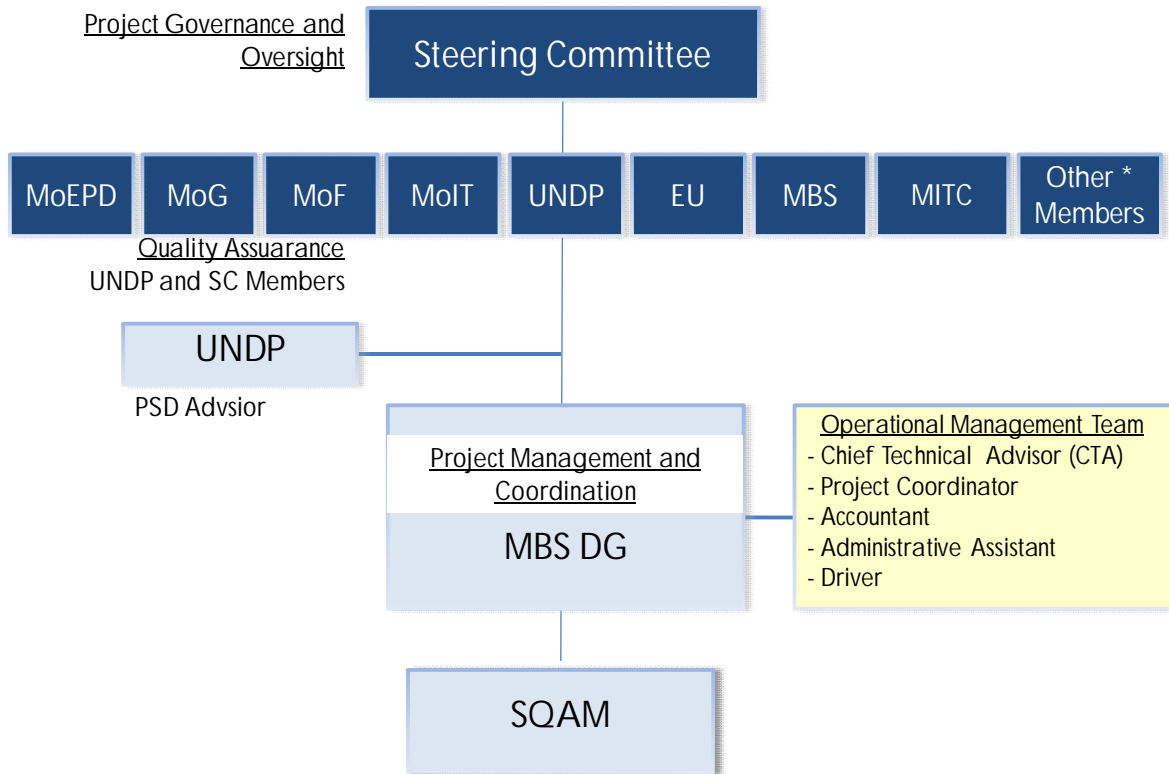 Project Governance and
Oversight
Steering Committee
MoEPD
MoG
MoF
MoIT
UNDP
EU
MBS
MITC
Other *
Members
Quality Assuarance
UNDP and SC Members
UNDP
PSD Advsior
Project Management and
Coordination
MBS DG
Operational Management Team
- Chief Technical Advisor (CTA)
- Project Coordinator
- Accountant
- Administrative Assistant
- Driver
SQAM